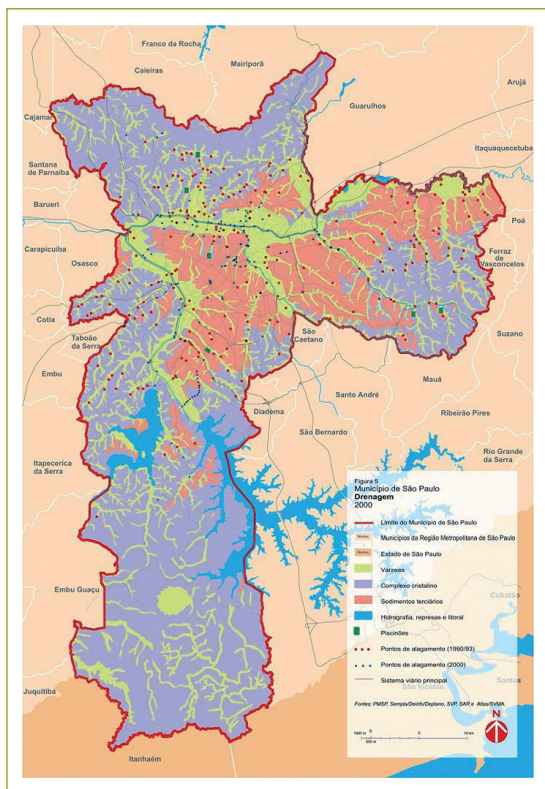 Franco da Rocha
Mairiporã
Caieiras
Arujá
Guarulhos
Cajamar
Itaquaquecetuba
Santana
de Parnaíba
Barueri
Poá
Carapicuiba
Ferraz
de
Vasconcelos
Osasco
Cotia
São
Caetano
Suzano
Taboão
da Serra
Mauá
Embu
Santo André
Diadema
Ribeirão Pires
São Bernardo
Itapecerica
da Serra
Rio Grande
da Serra
Figura 5
Município de São Paulo
Drenagem
2000
Limite do Município de São Paulo
Nome Municípios da Região Metropolitana de São Paulo
Nome Estado de São Paulo
Várzeas
Embu Guaçu
Complexo cristalino
Cubatão
Sedimentos terciários
Hidrografia, represas e litoral
Piscinões
Pontos de alagamento (1990/93)
Pontos de alagamento (2000)
Sistema viário principal
Juquitiba
São Vicente
Santos
Fontes: PMSP, Sempla/Deinfo/Deplano, SVP, SAR e Atlas/SVMA.
N
Itanhaém